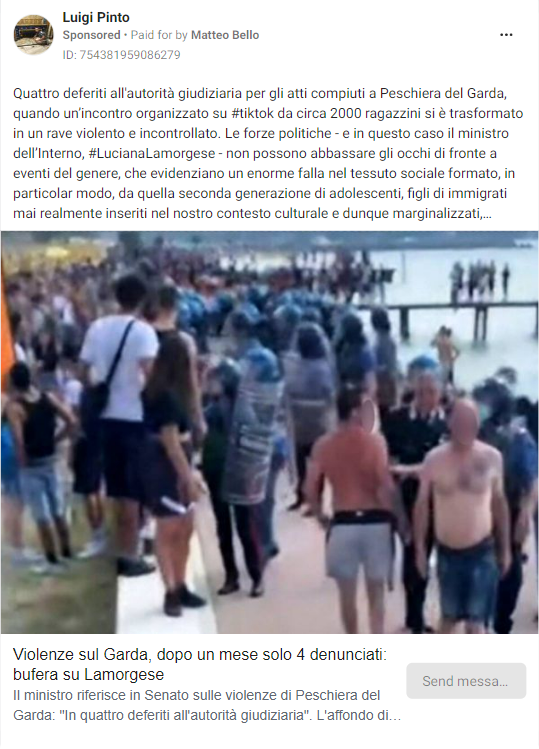 Luigi Pinto
Sponsored • Paid for by Matteo Bello
ID: 754381959086279
Quattro deferiti all'autorità giudiziaria per gli atti compiuti a Peschiera del Garda,
quando un'incontro organizzato su #tiktok da circa 2000 ragazzini si è trasformato
in un rave violento e incontrollato. Le forze politiche - e in questo caso il ministro
dell'Interno, #LucianaLamorgese - non possono abbassare gli occhi di fronte a
eventi del genere, che evidenziano un enorme falla nel tessuto sociale formato, in
particolar modo, da quella seconda generazione di adolescenti, figli di immigrati
mai realmente inseriti nel nostro contesto culturale e dunque marginalizzati,...
Violenze sul Garda, dopo un mese solo 4 denunciati:
bufera su Lamorgese
Il ministro riferisce in Senato sulle violenze di Peschiera del
Garda: "In quattro deferiti all'autorità giudiziaria". L'affondo di...
Send messa...